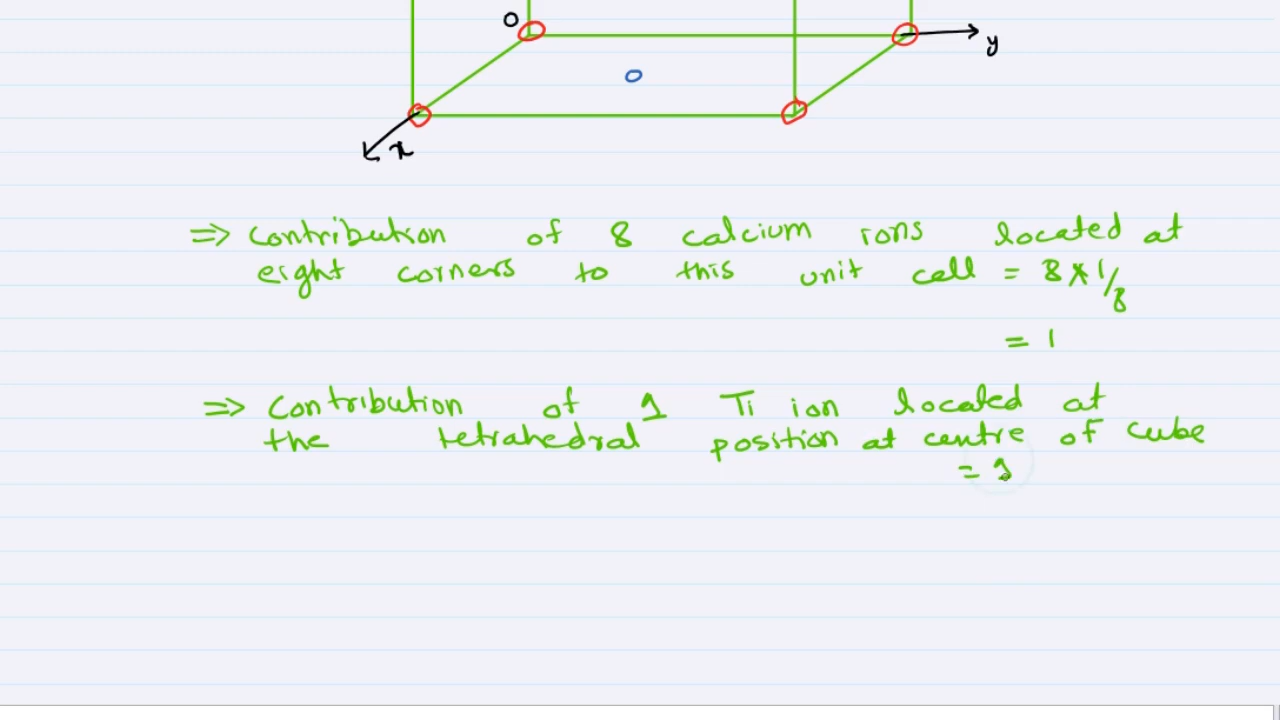 o
y
x
=> Contribution of 8 calcium ions located at
eight corners to this unit cell = 8 * 1/8
= 1
=> Contribution of 1 Ti ion located at
the tetrahedral position at centre of cube
= 1